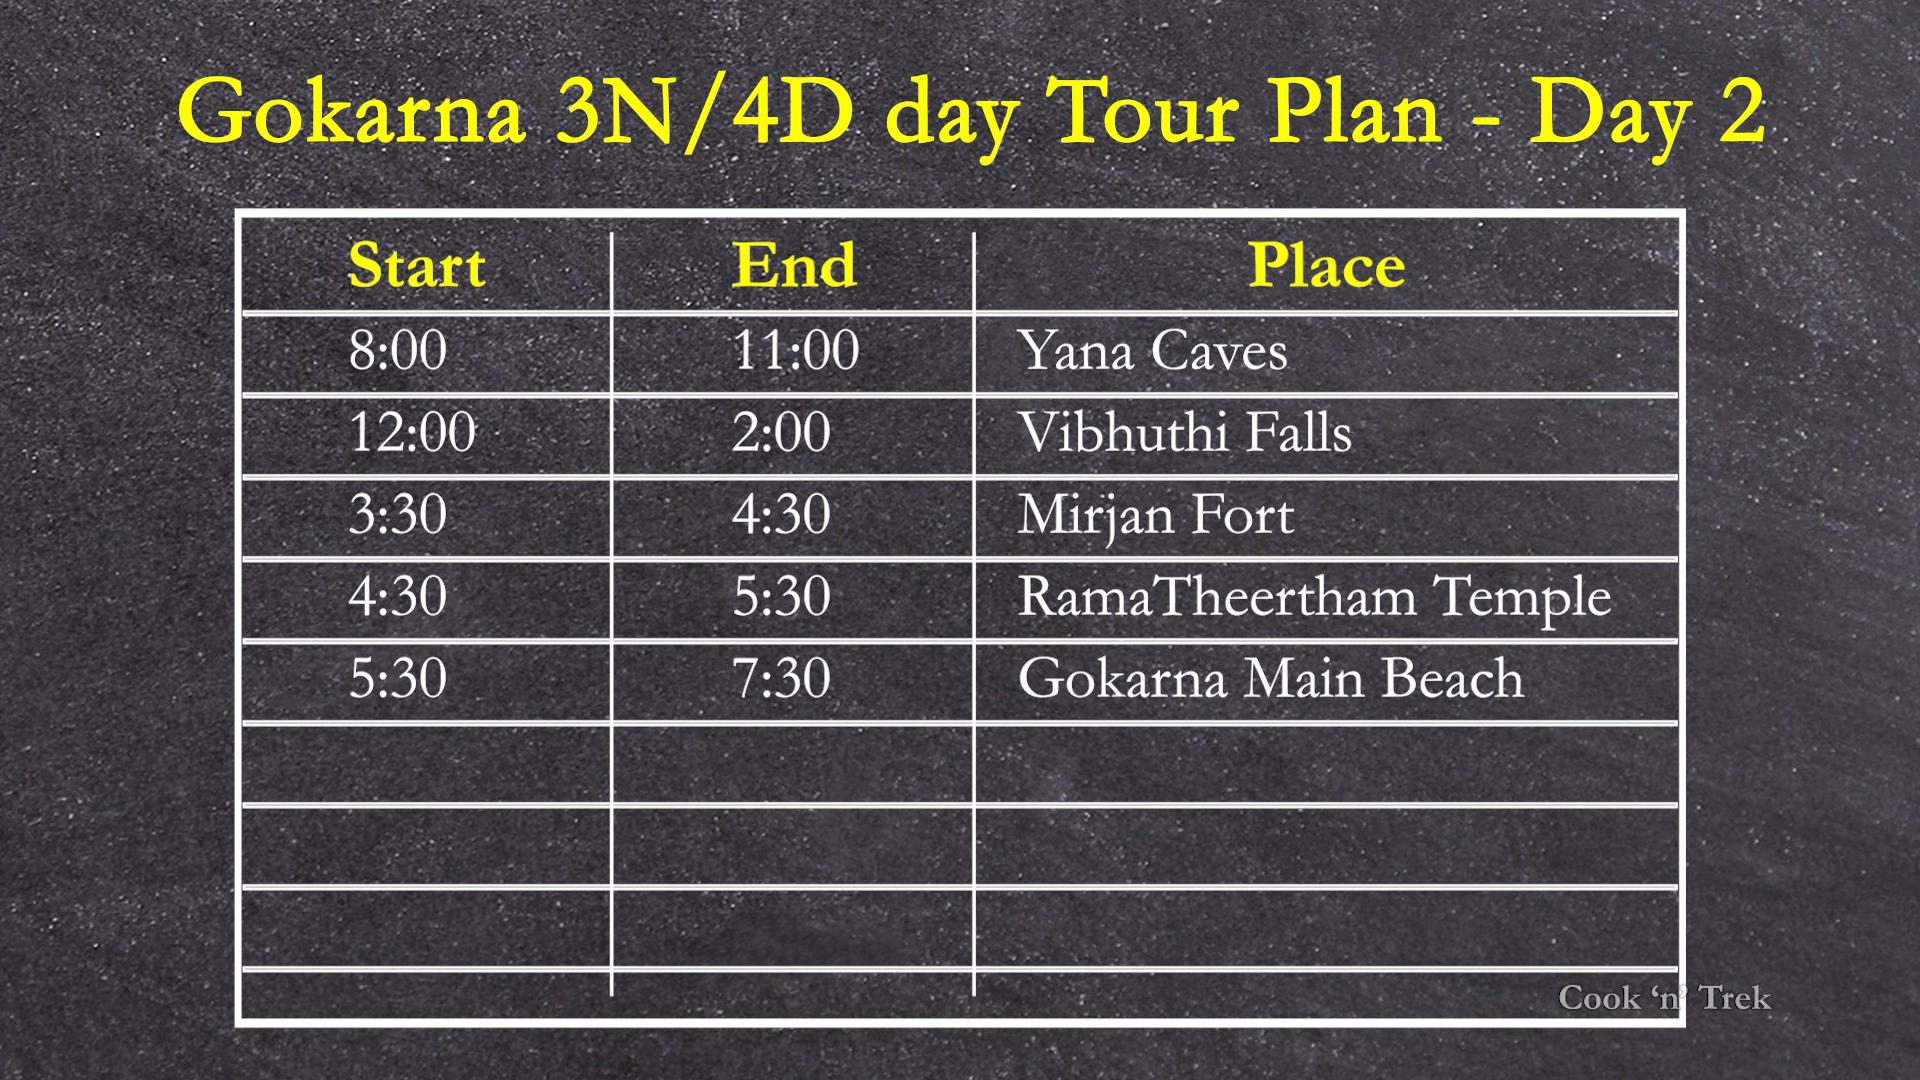 Gokarna 3N/4D day Tour Plan - Day 2
Start End Place
8:00 11:00 Yana Caves
12:00 2:00 Vibhuthi Falls
3:30 4:30 Mirjan Fort
4:30 5:30 RamaTheertham Temple
5:30 7:30 Gokarna Main Beach
Cook ‘n’ Trek